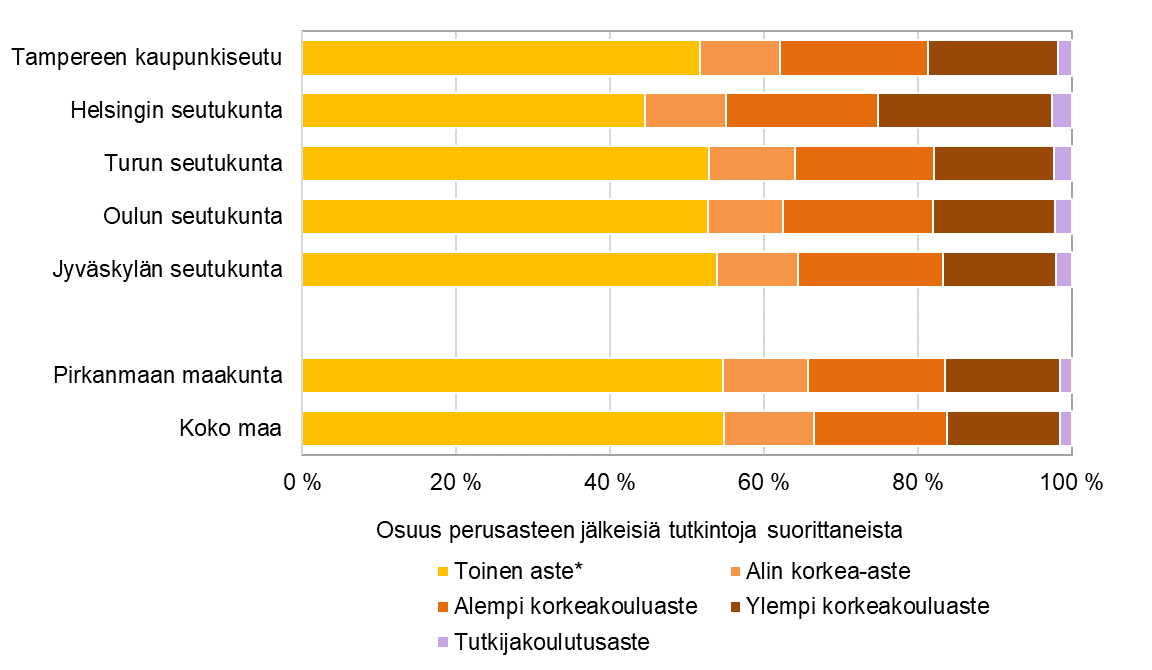 Tampereen kaupunkiseutu
Helsingin seutukunta
Turun seutukunta
Oulun seutukunta
Jyväskylän seutukunta
Pirkanmaan maakunta
Koko maa
0 % 20 % 40 % 60 % 80 % 100 %
Osuus perusasteen jälkeisiä tutkintoja suorittaneista
Toinen aste* Alin korkea-aste
Alempi korkeakouluaste Ylempi korkeakouluaste
Tutkijakoulutusaste